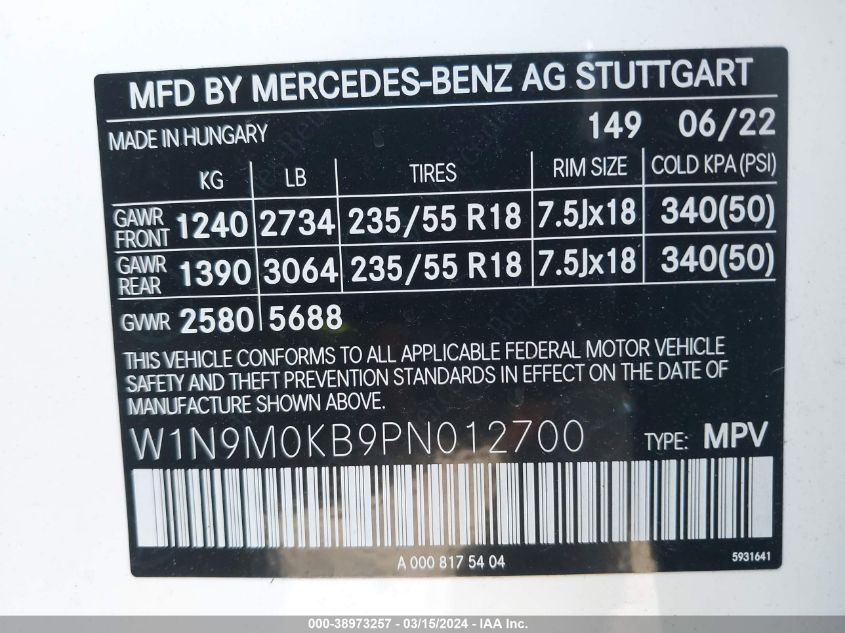 MFD BY MERCEDES-BENZ AG STUTTGART
MADE IN HUNGARY 149 06/22
KG LB TIRES RIM SIZE COLD KPA (PSI)
GAWR FRONT 1240 2734 235/55 R18 7.5Jx18 340(50)
GAWR REAR 1390 3064 235/55 R18 7.5Jx18 340(50)
GVWR 2580 5688
THIS VEHICLE CONFORMS TO ALL APPLICABLE FEDERAL MOTOR VEHICLE
SAFETY AND THEFT PREVENTION STANDARDS IN EFFECT ON THE DATE OF
MANUFACTURE SHOWN ABOVE.
W1N9M0KB9PN012700 TYPE: MPV
A 000 817 54 04 5931641
000-38973257 - 03/15/2024 - IAA Inc.